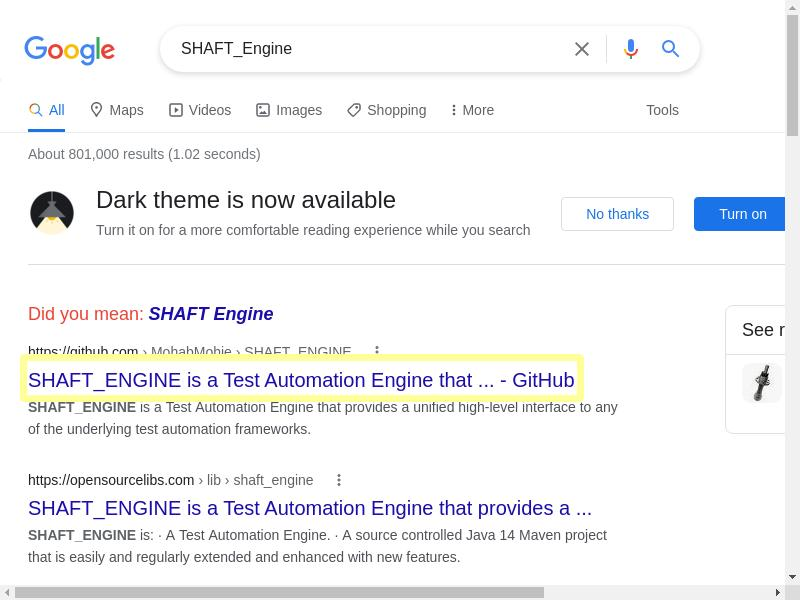 Google
SHAFT_Engine
All Maps Videos Images Shopping More Tools
About 801,000 results (1.02 seconds)
Dark theme is now available
Turn it on for a more comfortable reading experience while you search
No thanks
Turn on
Did you mean: SHAFT Engine
https://github.com › MohabMohie › SHAFT_ENGINE
SHAFT_ENGINE is a Test Automation Engine that ... - GitHub
SHAFT_ENGINE is a Test Automation Engine that provides a unified high-level interface to any
of the underlying test automation frameworks.
See r
https://opensourcelibs.com › lib › shaft_engine
SHAFT_ENGINE is a Test Automation Engine that provides a ...
SHAFT_ENGINE is: · A Test Automation Engine. · A source controlled Java 14 Maven project
that is easily and regularly extended and enhanced with new features.